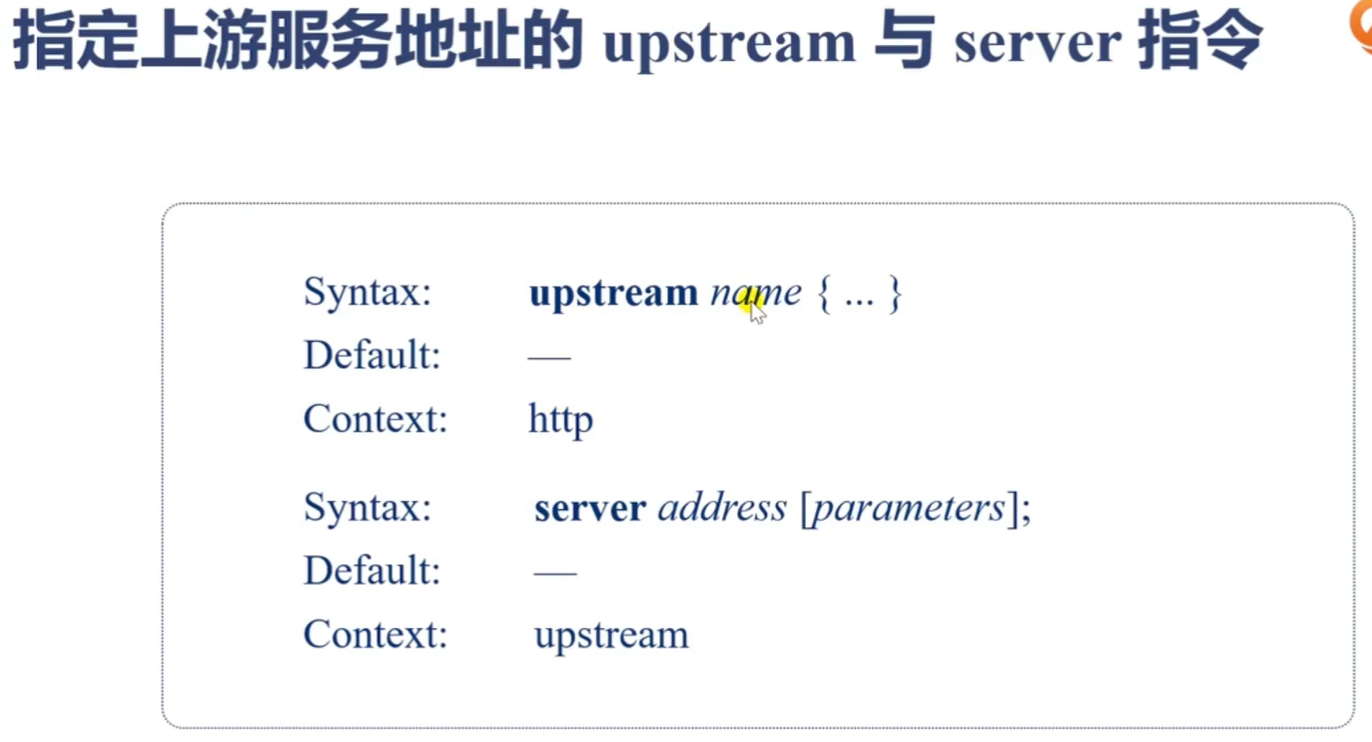 指定上游服务地址的 upstream 与 server 指令
Syntax: upstream name { ... }
Default: —
Context: http
Syntax: server address [parameters];
Default: —
Context: upstream